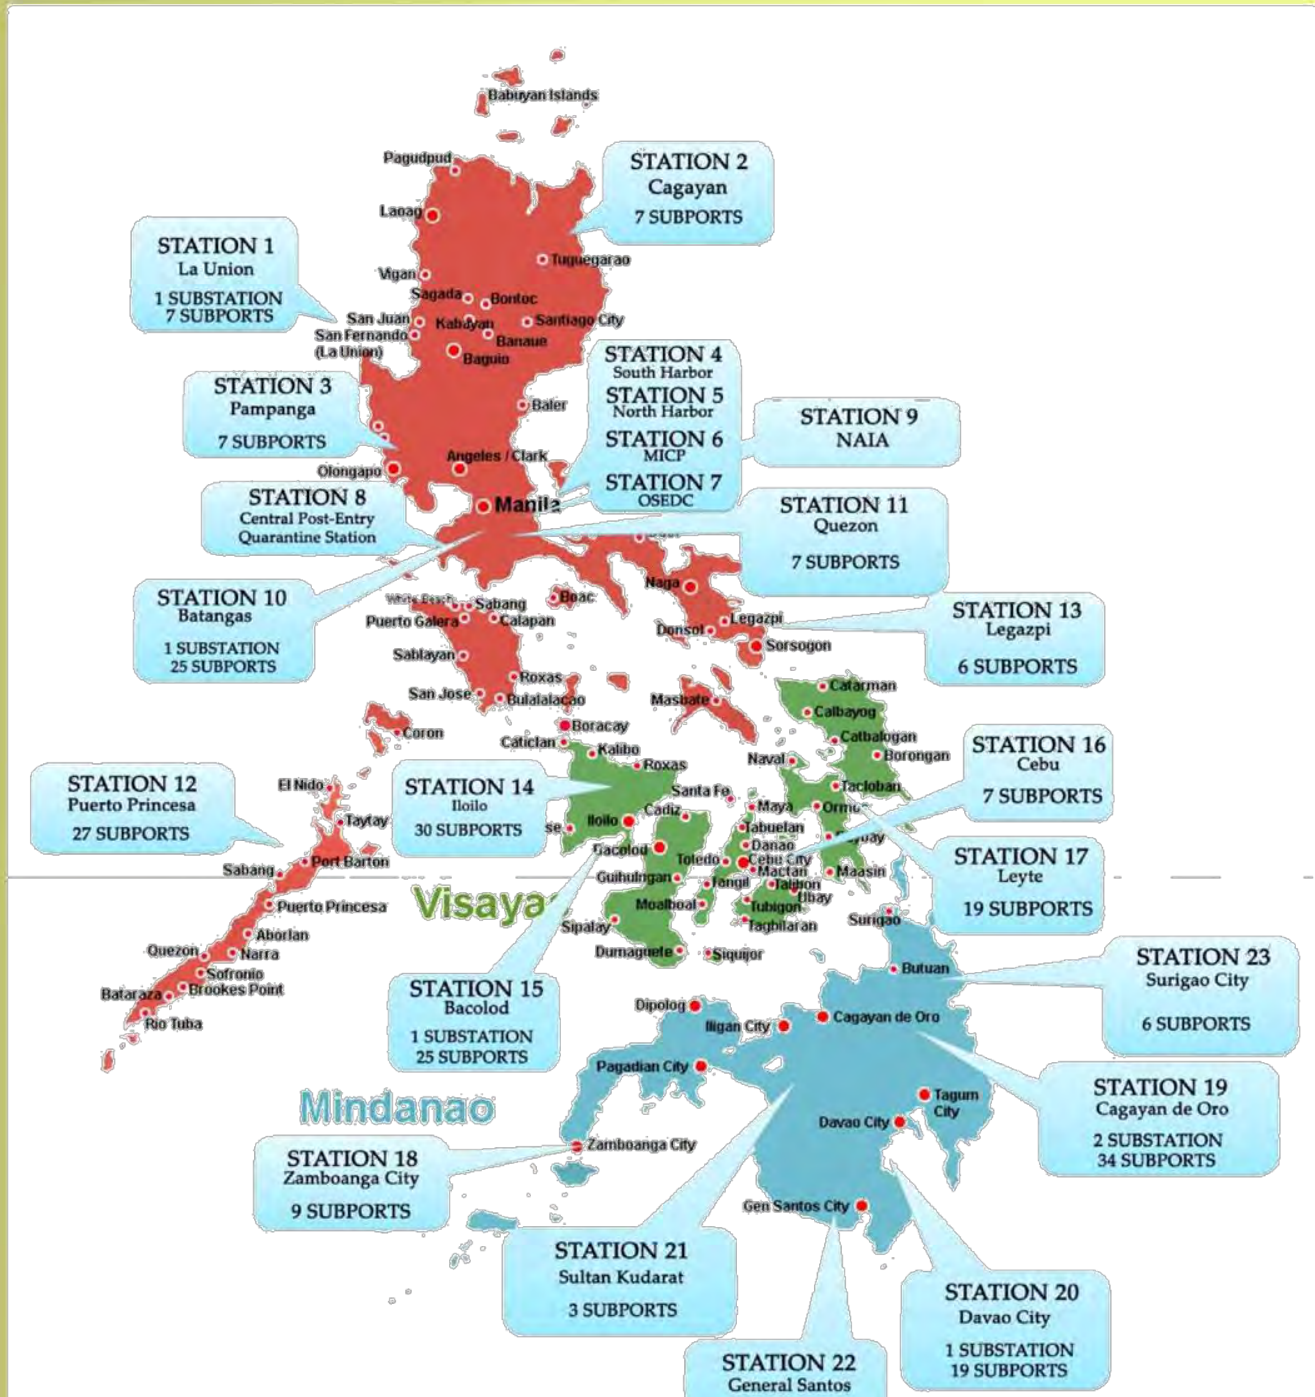 Babuyan Islands
Pagudpud
STATION 2
Cagayan
7 SUBPORTS
Laoag
STATION 1
La Union
1 SUBSTATION
7 SUBPORTS
Tuguegarao
Vigan
Sagada
Bontoc
San Juan
Kabayan
Santiago City
San Fernando
(La Union)
Banaue
Baguio
STATION 4
South Harbor
STATION 5
North Harbor
STATION 6
MICP
STATION 7
OSEDC
STATION 3
Pampanga
7 SUBPORTS
Baler
STATION 9
NAIA
Angeles / Clark
Olongapo
Manila
STATION 8
Central Post-Entry
Quarantine Station
STATION 11
Quezon
7 SUBPORTS
Naga
STATION 10
Batangas
1 SUBSTATION
25 SUBPORTS
White Beach
Sabang
Boac
Puerto Galera
Calapan
Legazpi
Donsol
Sorsogon
STATION 13
Legazpi
6 SUBPORTS
Sablayan
Roxas
San Jose
Bulalalacao
Masbate
Catarman
Calbayog
Catbalogan
Borongan
Coron
Boracay
Caticlan
Kalibo
Roxas
Naval
STATION 16
Cebu
7 SUBPORTS
STATION 12
Puerto Princesa
27 SUBPORTS
El Nido
Taytay
STATION 14
Iloilo
30 SUBPORTS
Santa Fe
Cadiz
Maya
Tacloban
Iloilo
se
Tabuelan
Danao
Bacolod
Toledo
Cebu City
Mactan
Maasin
STATION 17
Leyte
19 SUBPORTS
Port Barton
Sabang
Guihulngan
Tangil
Talibon
Ubay
Visaya
Moalboal
Tubigon
Tagbilaran
Surigao
Puerto Princesa
Sipalay
Aborlan
Quezon
Narra
Dumaguete
Siquijor
Sofronio
Brookes Point
Bataraza
Rio Tuba
STATION 15
Bacolod
1 SUBSTATION
25 SUBPORTS
Butuan
STATION 23
Surigao City
6 SUBPORTS
Dipolog
Iligan City
Cagayan de Oro
Pagadian City
STATION 19
Cagayan de Oro
2 SUBSTATION
34 SUBPORTS
Mindanao
Tagum
City
Davao City
Zamboanga City
STATION 18
Zamboanga City
9 SUBPORTS
Gen Santos City
STATION 21
Sultan Kudarat
3 SUBPORTS
STATION 20
Davao City
1 SUBSTATION
19 SUBPORTS
STATION 22
General Santos